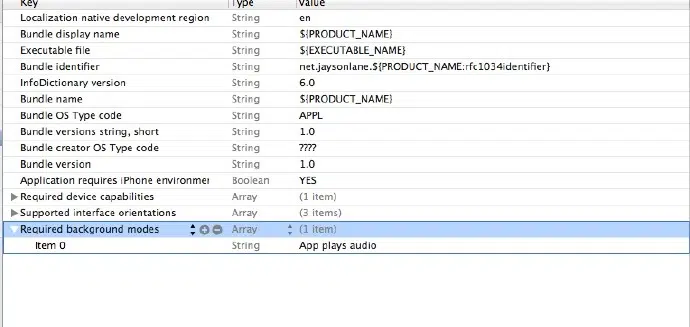 Key Type Value
Localization native development region String en
Bundle display name String ${PRODUCT_NAME}
Executable file String ${EXECUTABLE_NAME}
Bundle identifier String net.jaysonlane.${PRODUCT_NAME:rfc1034identifier}
InfoDictionary version String 6.0
Bundle name String ${PRODUCT_NAME}
Bundle OS Type code String APPL
Bundle versions string, short String 1.0
Bundle creator OS Type code String ????
Bundle version String 1.0
Application requires iPhone environmer Boolean YES
Required device capabilities Array (1 item)
Supported interface orientations Array (3 items)
Required background modes Array (1 item)
Item 0 String App plays audio